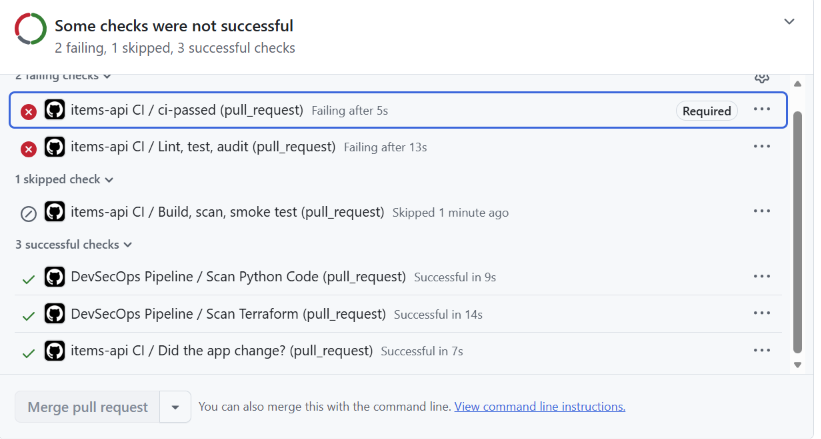 Some checks were not successful
2 failing, 1 skipped, 3 successful checks
2 failing checks
items-api CI / ci-passed (pull_request) Failing after 5s Required
items-api CI / Lint, test, audit (pull_request) Failing after 13s
1 skipped check
items-api CI / Build, scan, smoke test (pull_request) Skipped 1 minute ago
3 successful checks
DevSecOps Pipeline / Scan Python Code (pull_request) Successful in 9s
DevSecOps Pipeline / Scan Terraform (pull_request) Successful in 14s
items-api CI / Did the app change? (pull_request) Successful in 7s
Merge pull request You can also merge this with the command line. View command line instructions.